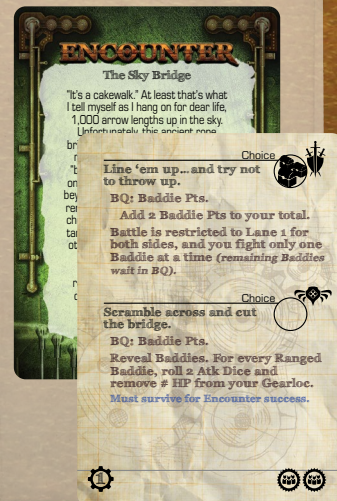 ENCOUNTER
The Sky Bridge
"It's a cakewalk." At least that's what
I tell myself as I hang on for dear life,
1,000 arrow lengths up in the sky.
Unfortunately, this ancient rope
Choice
Line 'em up...and try not
to throw up.
BQ: Baddie Pts.
Add 2 Baddie Pts to your total.
Battle is restricted to Lane 1 for
both sides, and you fight only one
Baddie at a time (remaining Baddies
wait in BQ).
Choice
Scramble across and cut
the bridge.
BQ: Baddie Pts.
Reveal Baddies. For every Ranged
Baddie, roll 2 Atk Dice and
remove # HP from your Gearloc.
Must survive for Encounter success.
1